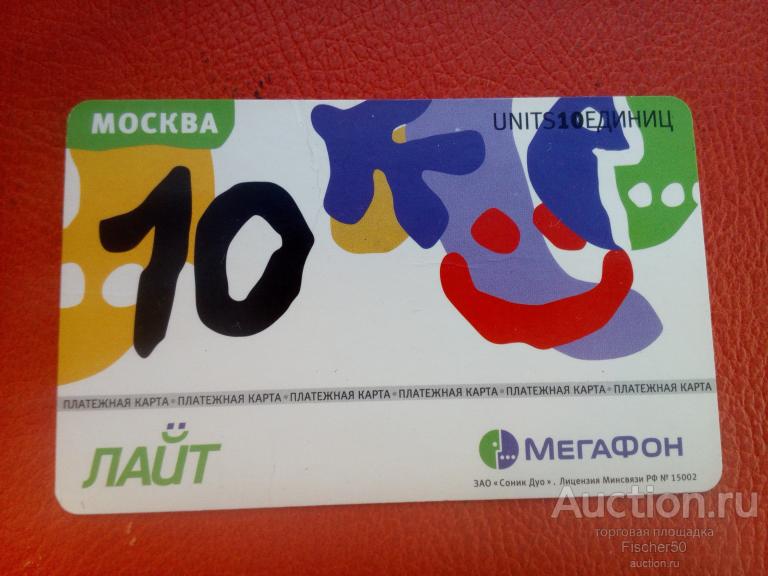 МОСКВА
UNITS10ЕДИНИЦ
10
ПЛАТЕЖНАЯ КАРТА•ПЛАТЕЖНАЯ КАРТА•ПЛАТЕЖНАЯ КАРТА•ПЛАТЕЖНАЯ КАРТА•ПЛАТЕЖНАЯ КАРТА•ПЛАТЕЖНАЯ КАРТА
ЛАЙТ
МЕГАФОН
ЗАО «Соник Дуо». Лицензия Минсвязи РФ № 15002
Auction.ru
торговая площадка
Fischer50
auction.ru